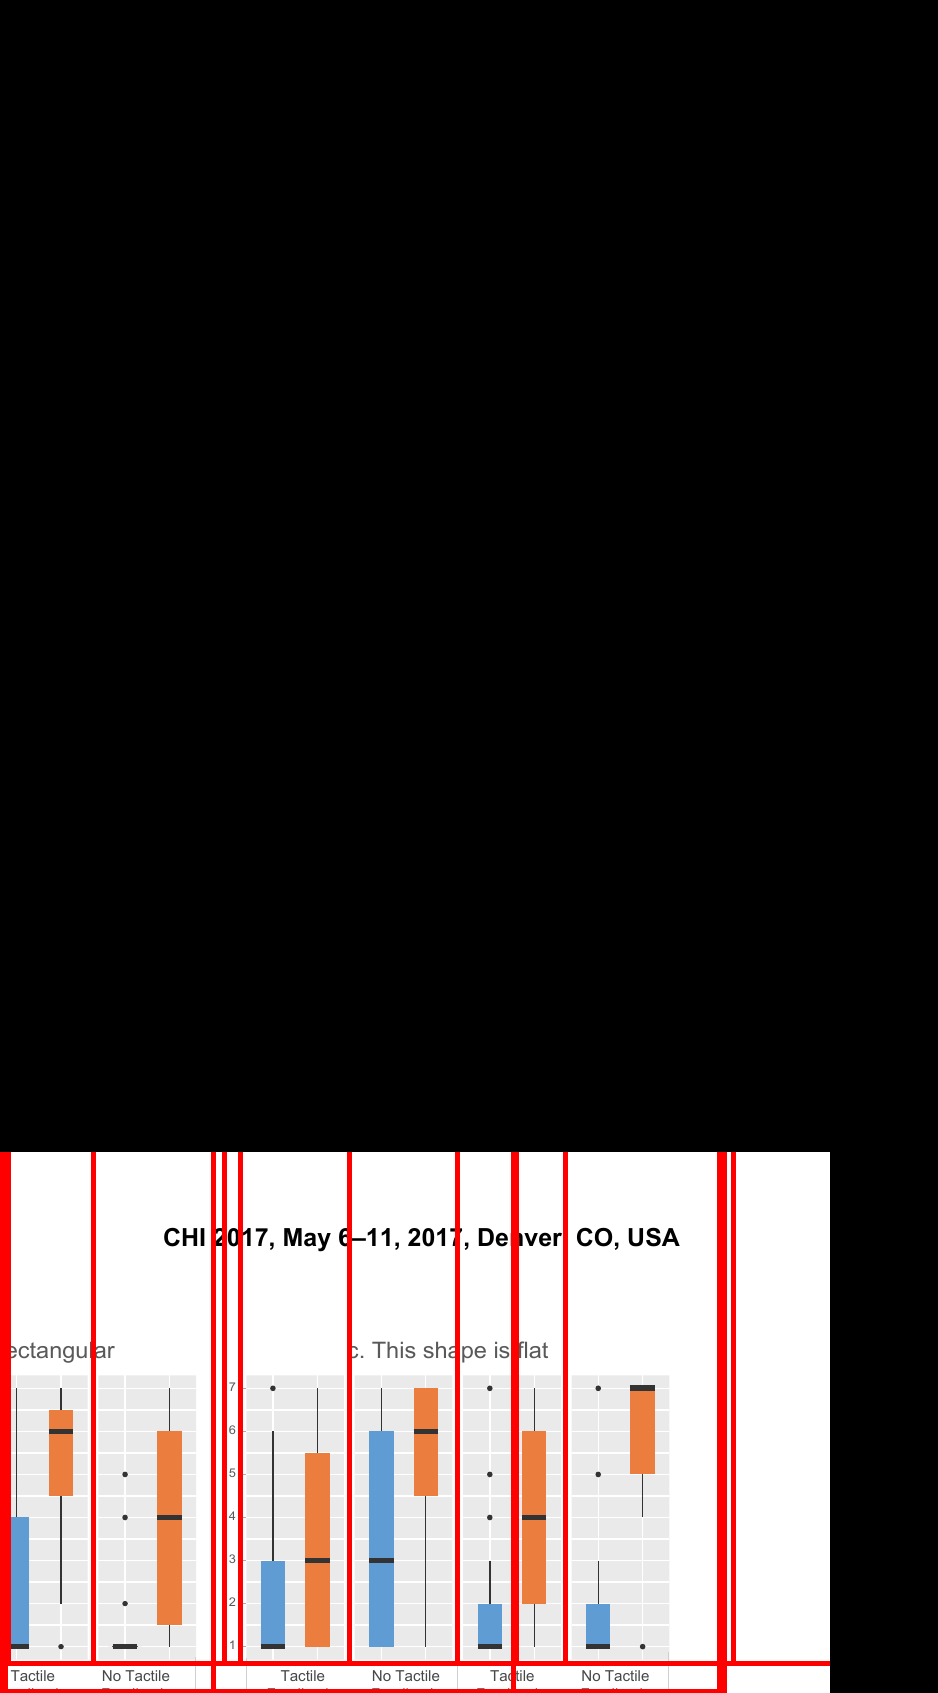 CHI 2017, May 6–11, 2017, Denver, CO, USA
ectangular
c. This shape is flat
7
6
5
4
3
2
1
Tactile No Tactile Tactile No Tactile Tactile No Tactile